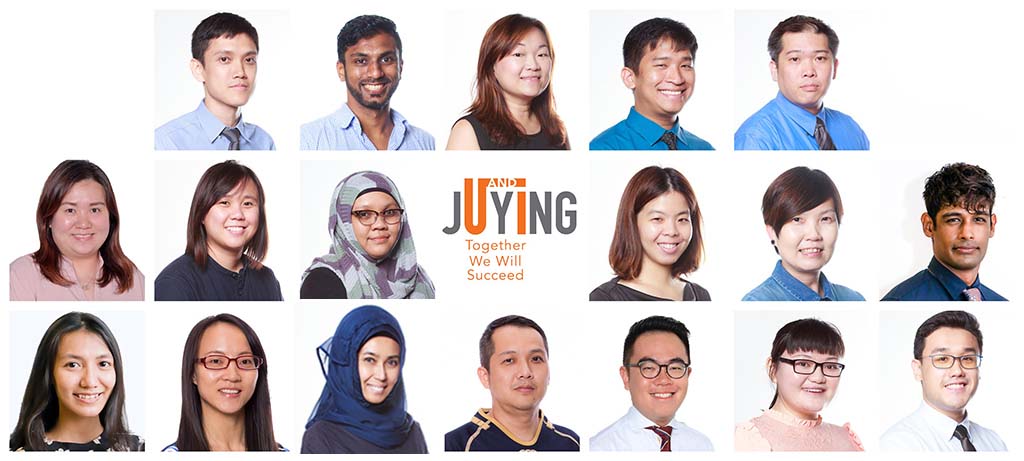 AND
JUYING
Together
We Will
Succeed